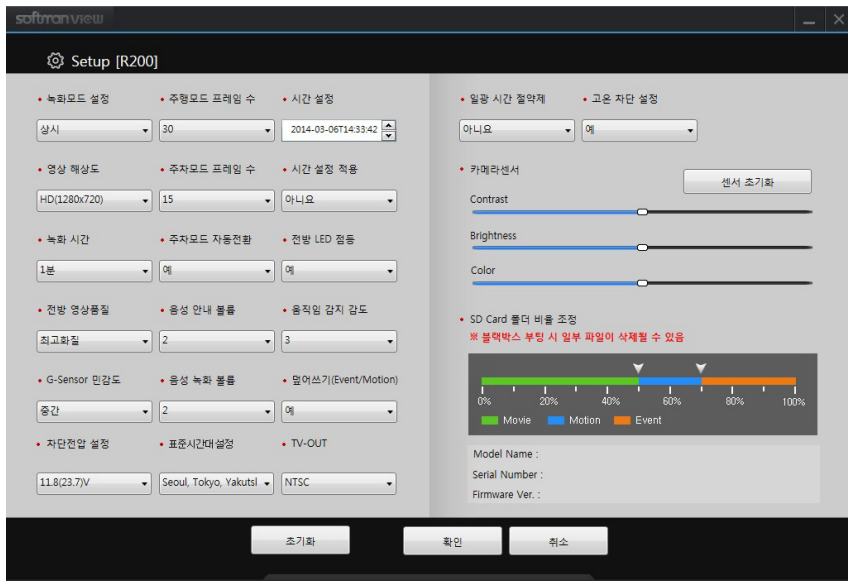 softmanview
Setup [R200]
녹화모드 설정 주행모드 프레임 수 시간 설정
상시 30 2014-03-06T14:33:42
영상 해상도 주차모드 프레임 수 시간 설정 적용
HD(1280x720) 15 아니요
녹화 시간 주차모드 자동전환 전방 LED 점등
1분 예 예
전방 영상품질 음성 안내 볼륨 움직임 감지 감도
최고화질 2 3
G-Sensor 민감도 음성 녹화 볼륨 덮어쓰기(Event/Motion)
중간 2 예
차단전압 설정 표준시간대설정 TV-OUT
11.8(23.7)V Seoul, Tokyo, Yakutsl NTSC
일광 시간 절약제 고온 차단 설정
아니요 예
카메라센서 센서 초기화
Contrast
Brightness
Color
SD Card 폴더 비율 조정
※ 블랙박스 부팅 시 일부 파일이 삭제될 수 있음
0% 20% 40% 60% 80% 100%
Movie Motion Event
Model Name :
Serial Number :
Firmware Ver. :
초기화 확인 취소